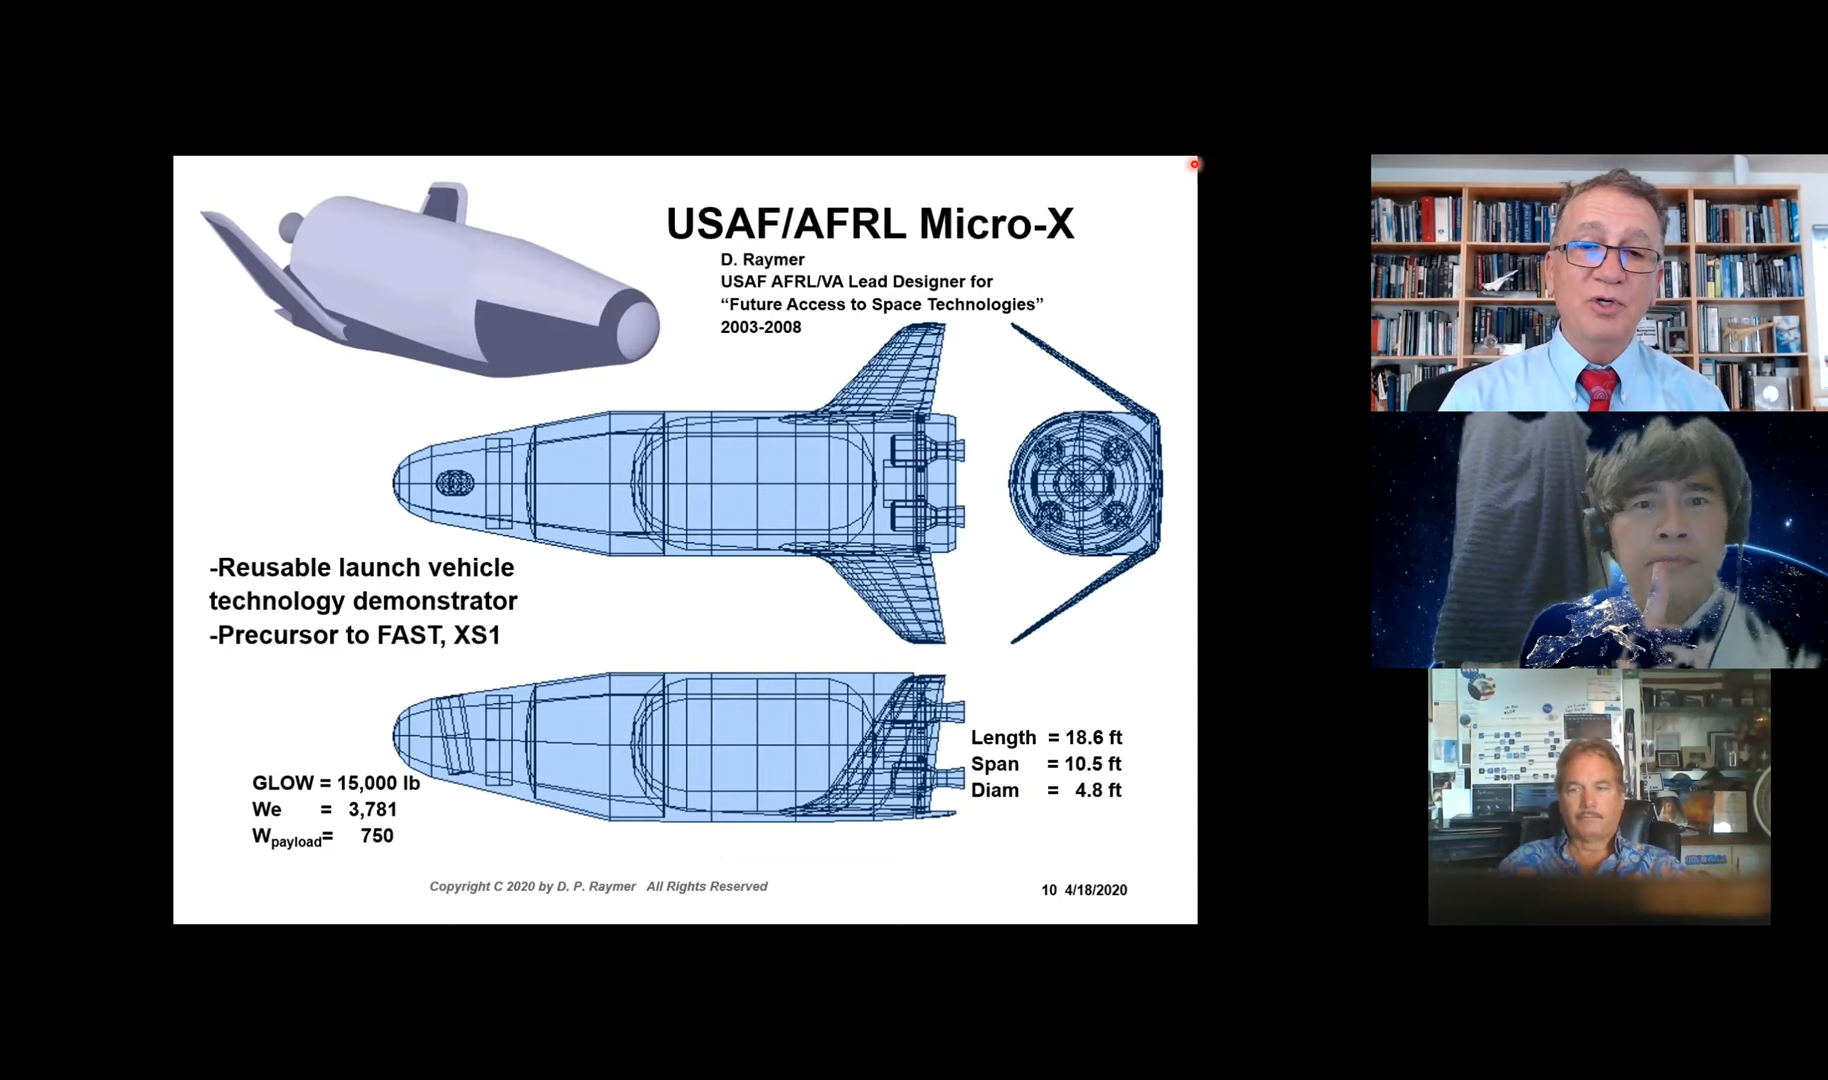 USAF/AFRL Micro-X
D. Raymer
USAF AFRL/VA Lead Designer for
“Future Access to Space Technologies”
2003-2008
-Reusable launch vehicle
technology demonstrator
-Precursor to FAST, XS1
GLOW = 15,000 lb
We = 3,781
Wpayload= 750
Length = 18.6 ft
Span = 10.5 ft
Diam = 4.8 ft
Copyright C 2020 by D. P. Raymer All Rights Reserved
10 4/18/2020